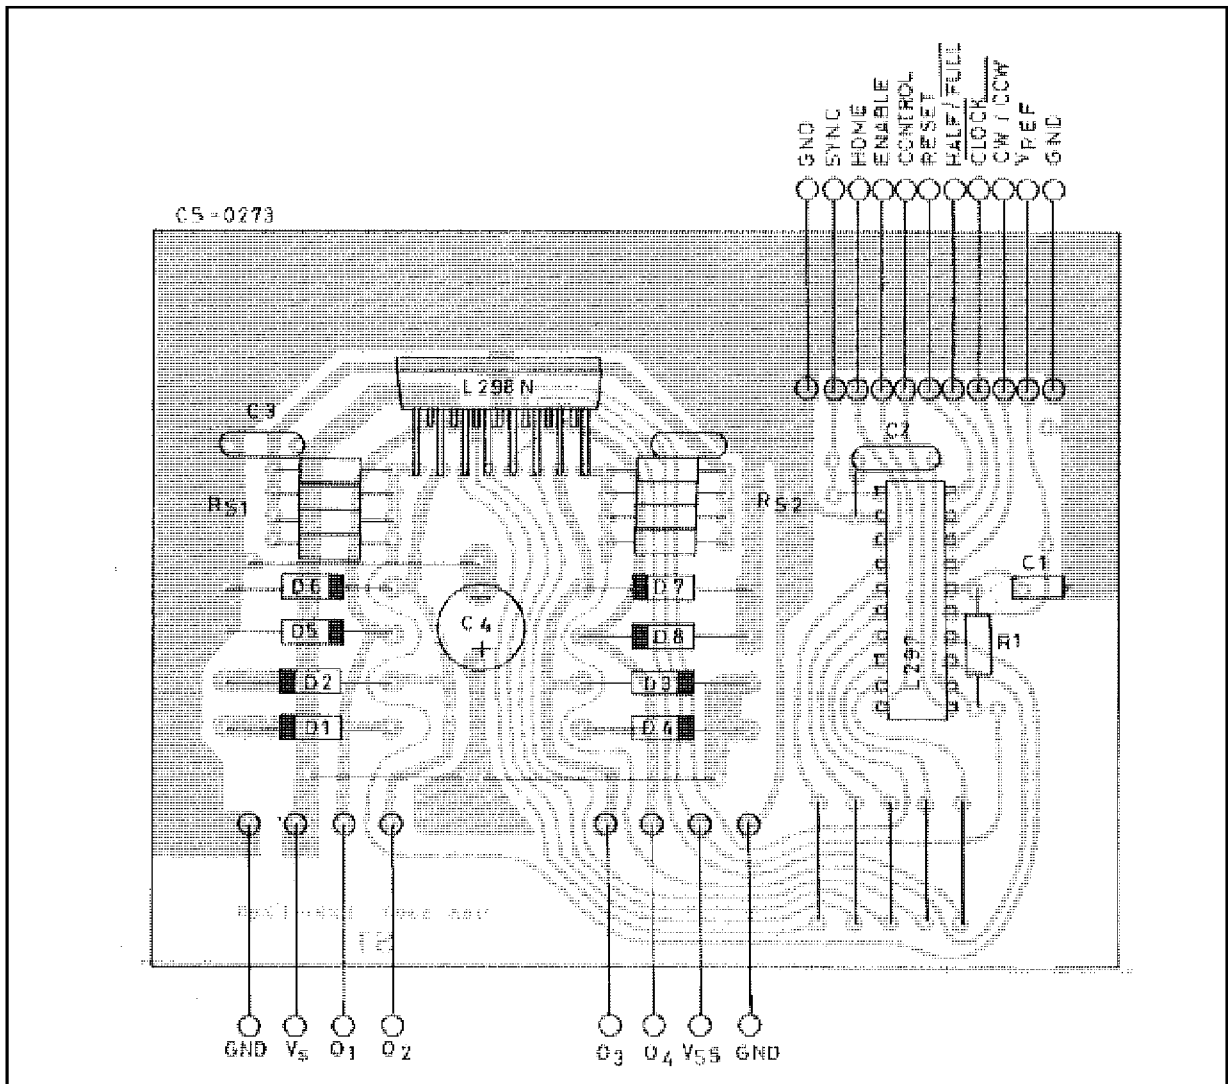 GND
SYNC
HOME
ENABLE
CONTROL
RESET
HALF/FULL
CLOCK
CW/CCW
VREF
GND
CS-0273
L298N
C3
C2
RS1
RS2
C1
D6
D7
C4
D5
D8
R1
L297
D2
D3
D1
D4
GND
VS
O1
O2
O3
O4
VSS
GND